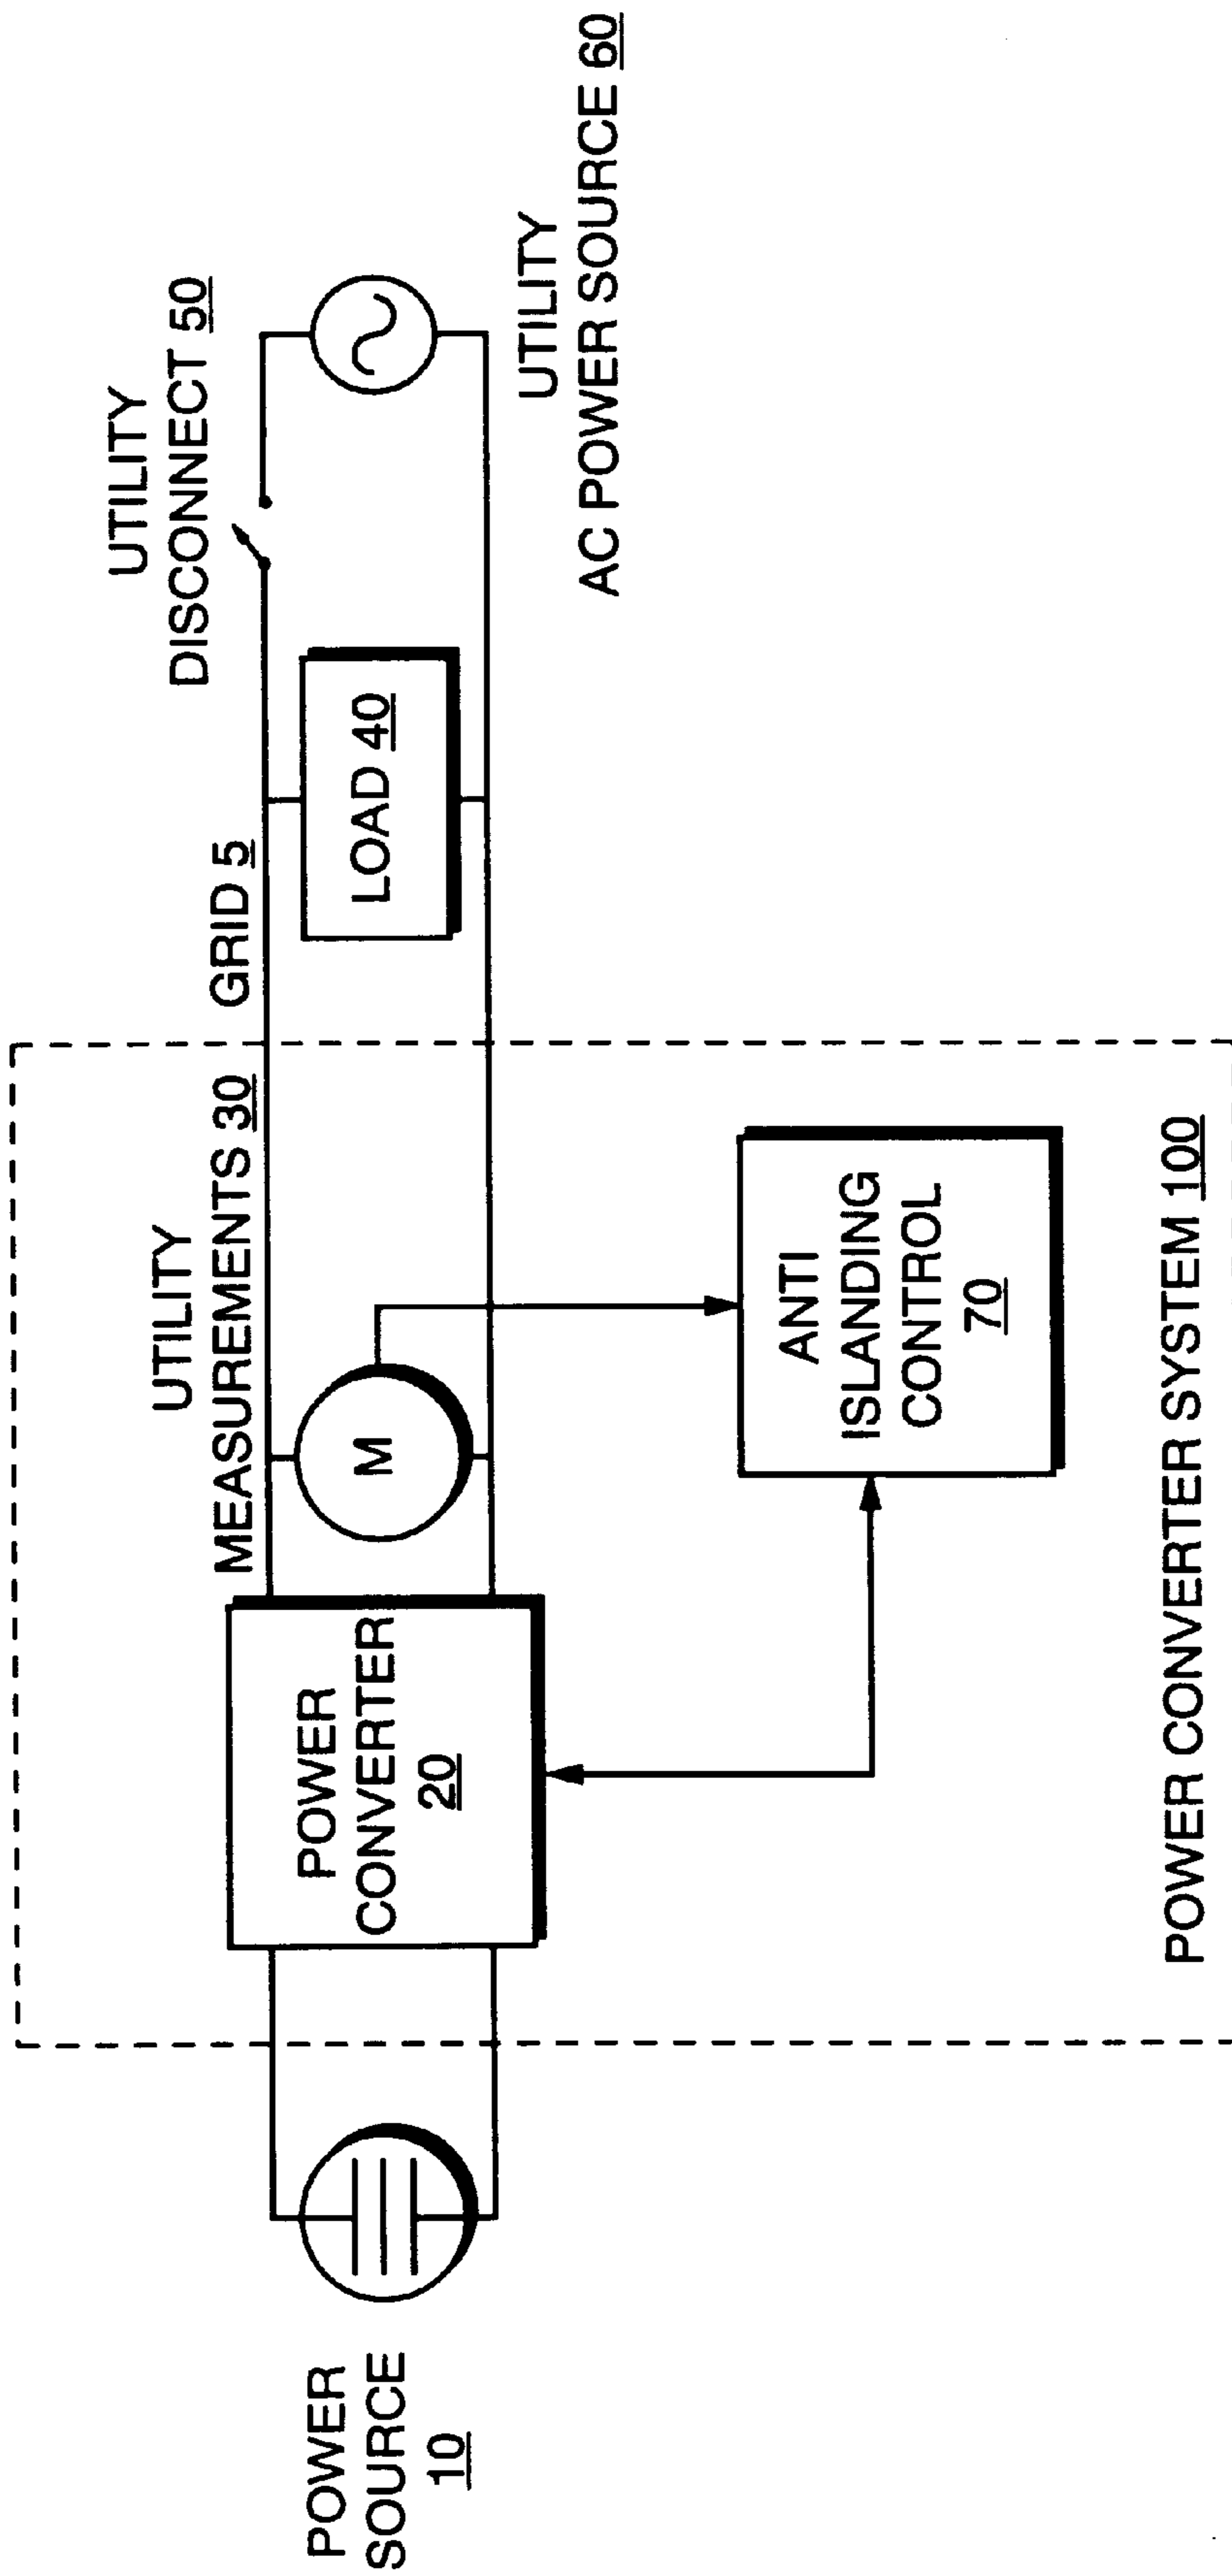 POWER
SOURCE
10
POWER
CONVERTER
20
UTILITY
MEASUREMENTS 30
M
GRID 5
LOAD 40
UTILITY
DISCONNECT 50
UTILITY
AC POWER SOURCE 60
ANTI
ISLANDING
CONTROL
70
POWER CONVERTER SYSTEM 100